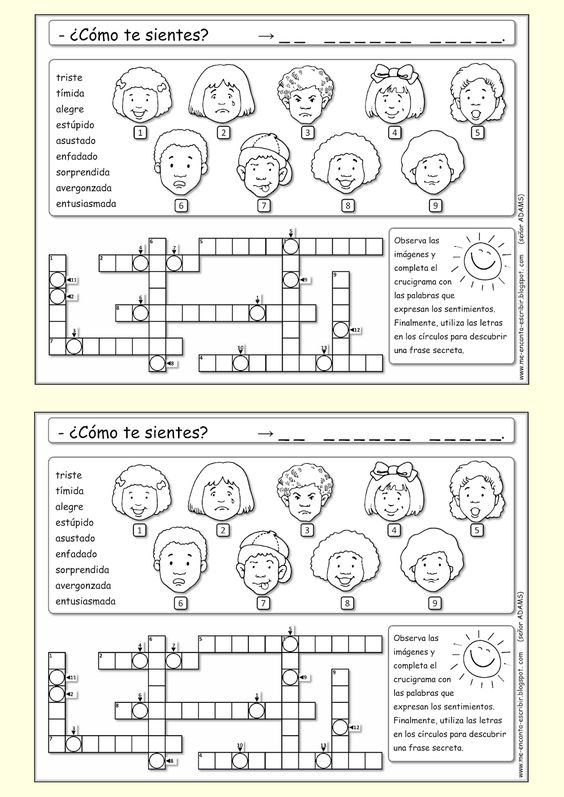 - ¿Cómo te sientes? → _ _ _ _ _ _ _ _ _ _ _ _ _.
triste
tímida
alegre
estúpido
asustado
enfadado
sorprendida
avergonzada
entusiasmada
1 2 3 4 5
6 7 8 9
Observa las
imágenes y
completa el
crucigrama con
las palabras que
expresan los sentimientos.
Finalmente, utiliza las letras
en los círculos para descubrir
una frase secreta.
www.me-encanta-escribir.blogspot.com (señor ADAMS)
- ¿Cómo te sientes? → _ _ _ _ _ _ _ _ _ _ _ _ _.
triste
tímida
alegre
estúpido
asustado
enfadado
sorprendida
avergonzada
entusiasmada
1 2 3 4 5
6 7 8 9
Observa las
imágenes y
completa el
crucigrama con
las palabras que
expresan los sentimientos.
Finalmente, utiliza las letras
en los círculos para descubrir
una frase secreta.
www.me-encanta-escribir.blogspot.com (señor ADAMS)